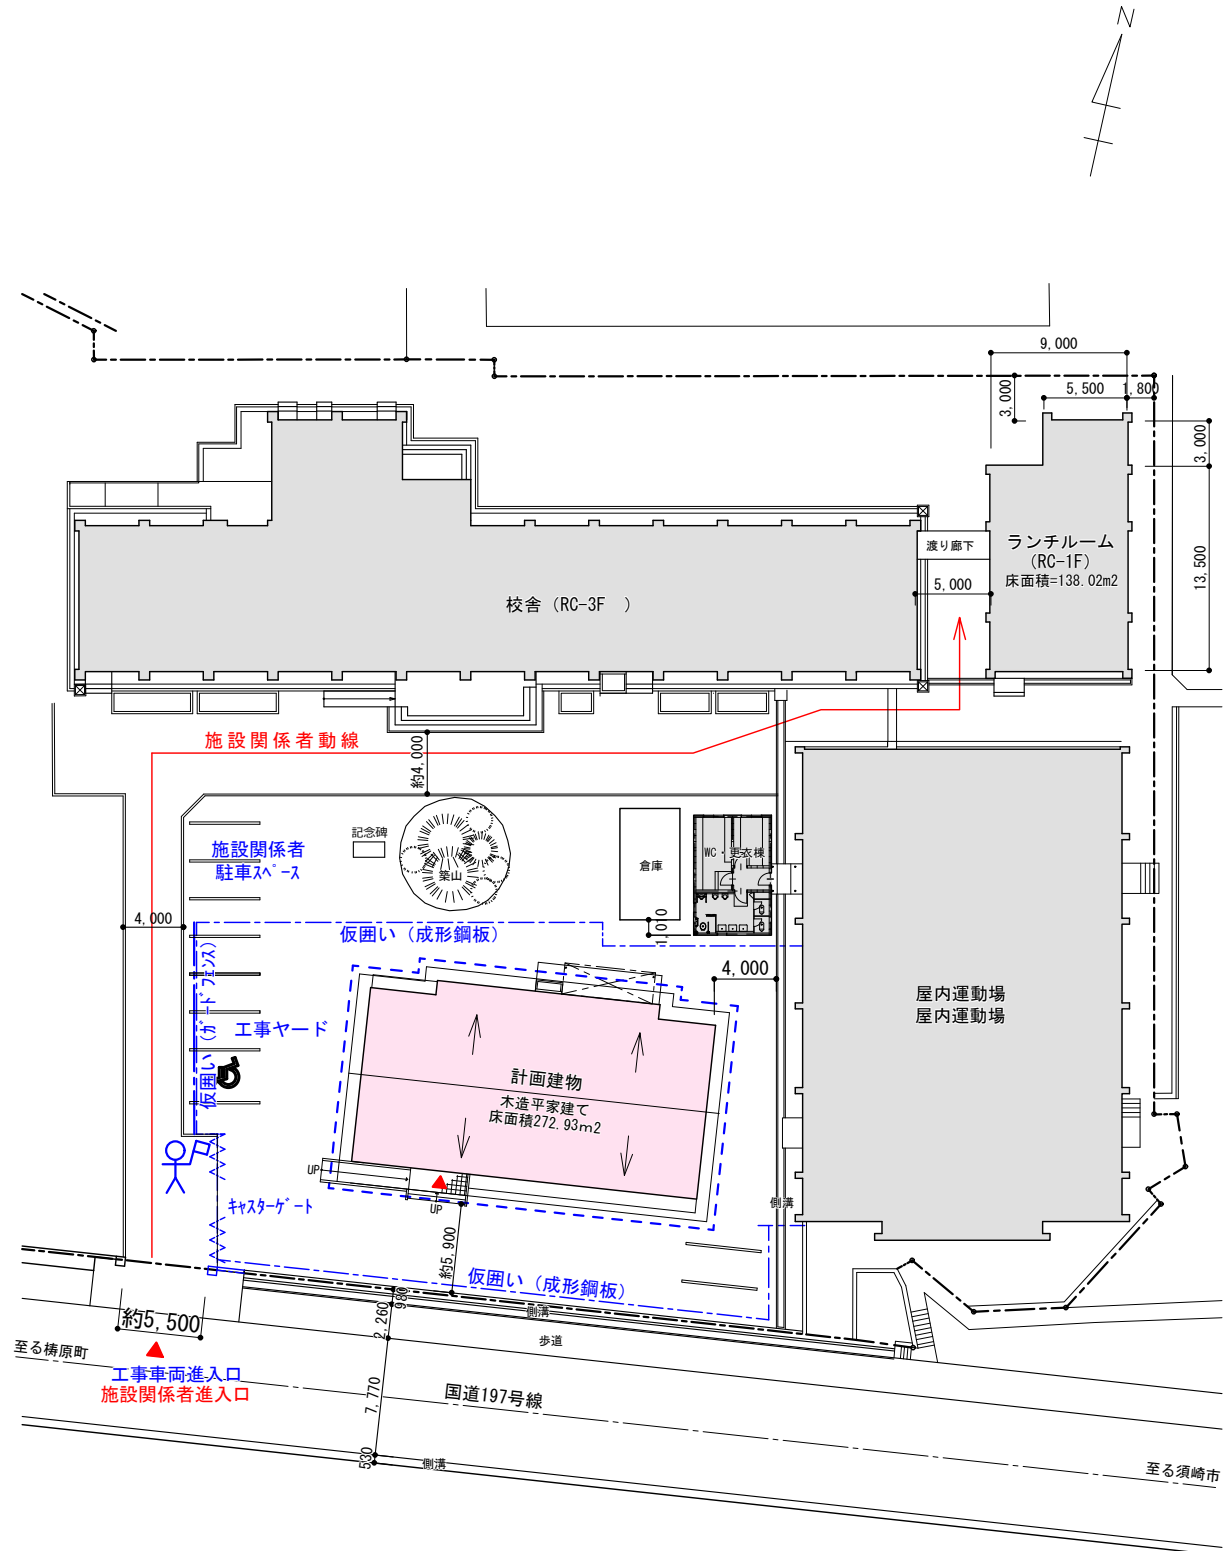 N
9,000
5,500
1,800
3,000
3,000
渡り廊下
ランチルーム
(RC-1F)
床面積=138.02m2
13,500
5,000
校舎（RC-3F　）
施設関係者動線
約4,000
記念碑
築山
倉庫
WC・更衣棟
施設関係者
駐車スペース
4,000
1,010
仮囲い（成形鋼板）
仮囲い（ガードフェンス）
工事ヤード
4,000
屋内運動場
屋内運動場
計画建物
木造平家建て
床面積272.93m2
UP
UP
キャスターゲート
側溝
約5,900
仮囲い（成形鋼板）
980
2,260
側溝
歩道
約5,500
至る梼原町
工事車両進入口
施設関係者進入口
7,770
国道197号線
530
側溝
至る須崎市